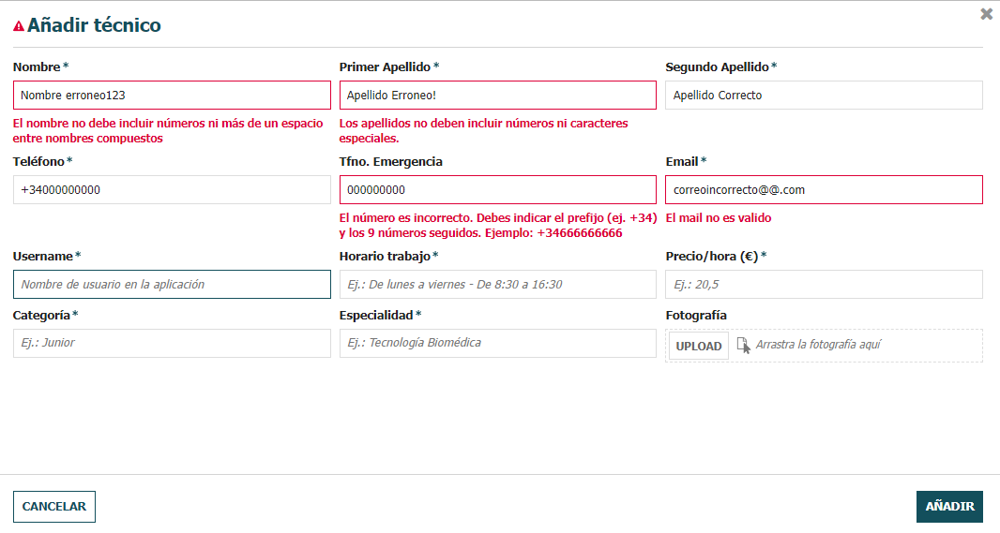 Añadir técnico
Nombre * Primer Apellido * Segundo Apellido *
Nombre erroneo123 Apellido Erroneo! Apellido Correcto
El nombre no debe incluir números ni más de un espacio
entre nombres compuestos
Los apellidos no deben incluir números ni caracteres
especiales.
Teléfono * Tfno. Emergencia Email *
+34000000000 000000000 correoincorrecto@@.com
El número es incorrecto. Debes indicar el prefijo (ej. +34)
y los 9 números seguidos. Ejemplo: +34666666666
El mail no es valido
Username * Horario trabajo * Precio/hora (€) *
Nombre de usuario en la aplicación Ej.: De lunes a viernes - De 8:30 a 16:30 Ej.: 20,5
Categoría * Especialidad * Fotografía
Ej.: Junior Ej.: Tecnología Biomédica UPLOAD Arrastra la fotografía aquí
CANCELAR AÑADIR